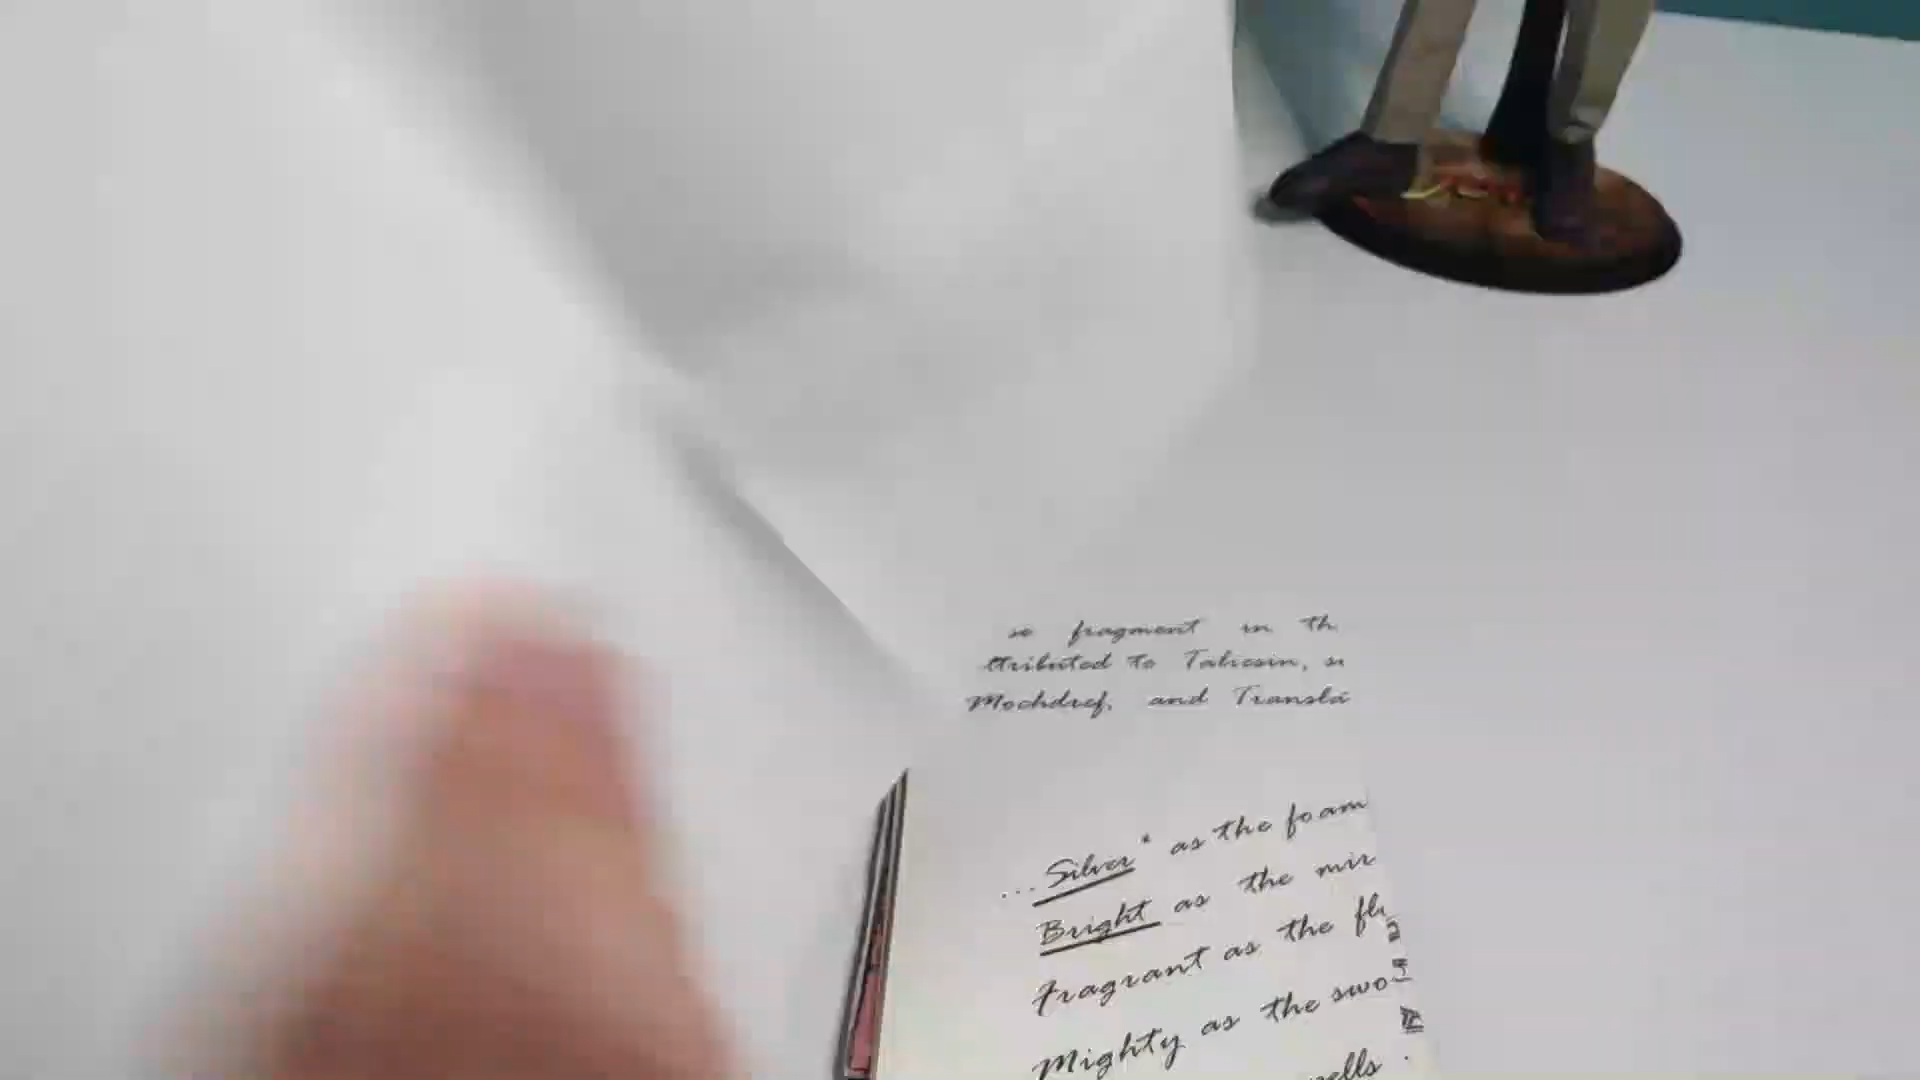 fragment in th
ttributed to Taliesin, s
Mochdref, and Transla
... Silver* as the foam
Bright as the mir
Fragrant as the fl
Mighty as the swo